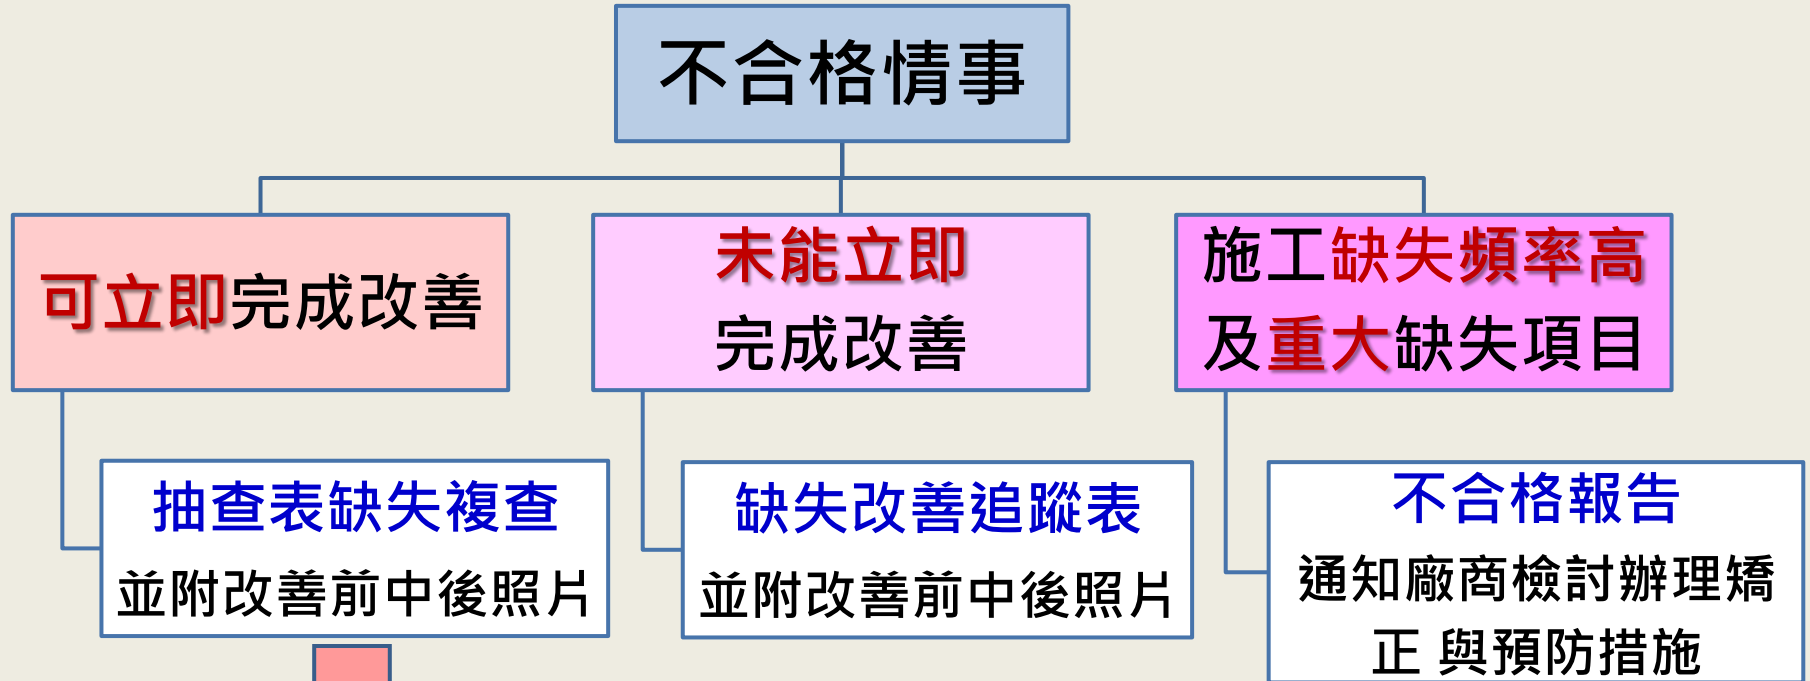 不合格情事
可立即完成改善
未能立即
完成改善
施工缺失頻率高
及重大缺失項目
抽查表缺失複查
並附改善前中後照片
缺失改善追蹤表
並附改善前中後照片
不合格報告
通知廠商檢討辦理矯
正 與預防措施